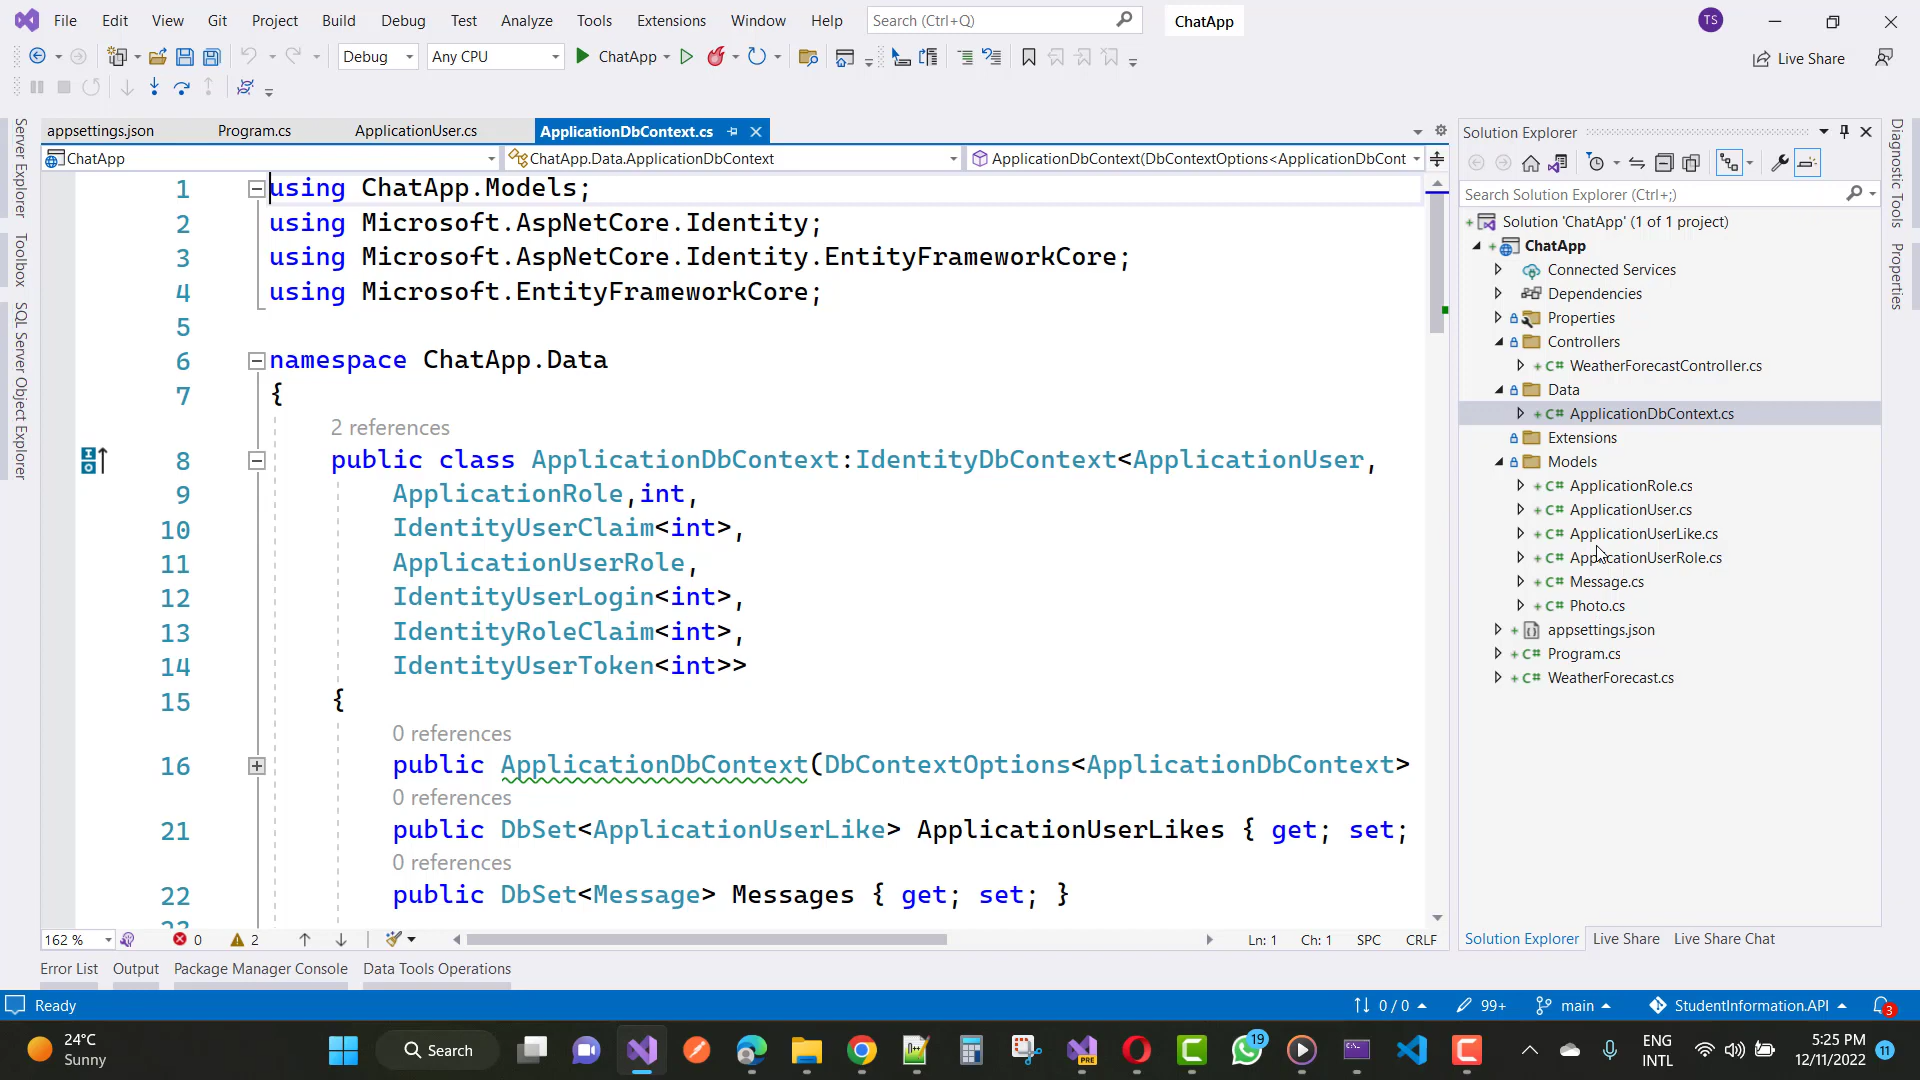 File Edit View Git Project Build Debug Test Analyze Tools Extensions Window Help Search (Ctrl+Q) ChatApp TS
Debug Any CPU ChatApp Live Share
appsettings.json Program.cs ApplicationUser.cs ApplicationDbContext.cs
ChatApp ChatApp.Data.ApplicationDbContext ApplicationDbContext(DbContextOptions<ApplicationDbCont
Server Explorer
Toolbox
SQL Server Object Explorer
1 using ChatApp.Models;
2 using Microsoft.AspNetCore.Identity;
3 using Microsoft.AspNetCore.Identity.EntityFrameworkCore;
4 using Microsoft.EntityFrameworkCore;
5
6 namespace ChatApp.Data
7 {
2 references
8 public class ApplicationDbContext:IdentityDbContext<ApplicationUser,
9 ApplicationRole,int,
10 IdentityUserClaim<int>,
11 ApplicationUserRole,
12 IdentityUserLogin<int>,
13 IdentityRoleClaim<int>,
14 IdentityUserToken<int>>
15 {
0 references
16 public ApplicationDbContext(DbContextOptions<ApplicationDbContext>
0 references
21 public DbSet<ApplicationUserLike> ApplicationUserLikes { get; set;
0 references
22 public DbSet<Message> Messages { get; set; }
162 % 0 2 Ln: 1 Ch: 1 SPC CRLF
Solution Explorer
Search Solution Explorer (Ctrl+;)
Solution 'ChatApp' (1 of 1 project)
ChatApp
Connected Services
Dependencies
Properties
Controllers
C# WeatherForecastController.cs
Data
C# ApplicationDbContext.cs
Extensions
Models
C# ApplicationRole.cs
C# ApplicationUser.cs
C# ApplicationUserLike.cs
C# ApplicationUserRole.cs
C# Message.cs
C# Photo.cs
appsettings.json
C# Program.cs
C# WeatherForecast.cs
Solution Explorer Live Share Live Share Chat
Diagnostic Tools
Properties
Error List Output Package Manager Console Data Tools Operations
Ready 0 / 0 99+ main StudentInformation.API 3
24°C
Sunny
Search
PRE
19
ENG
INTL
5:25 PM
12/11/2022
11